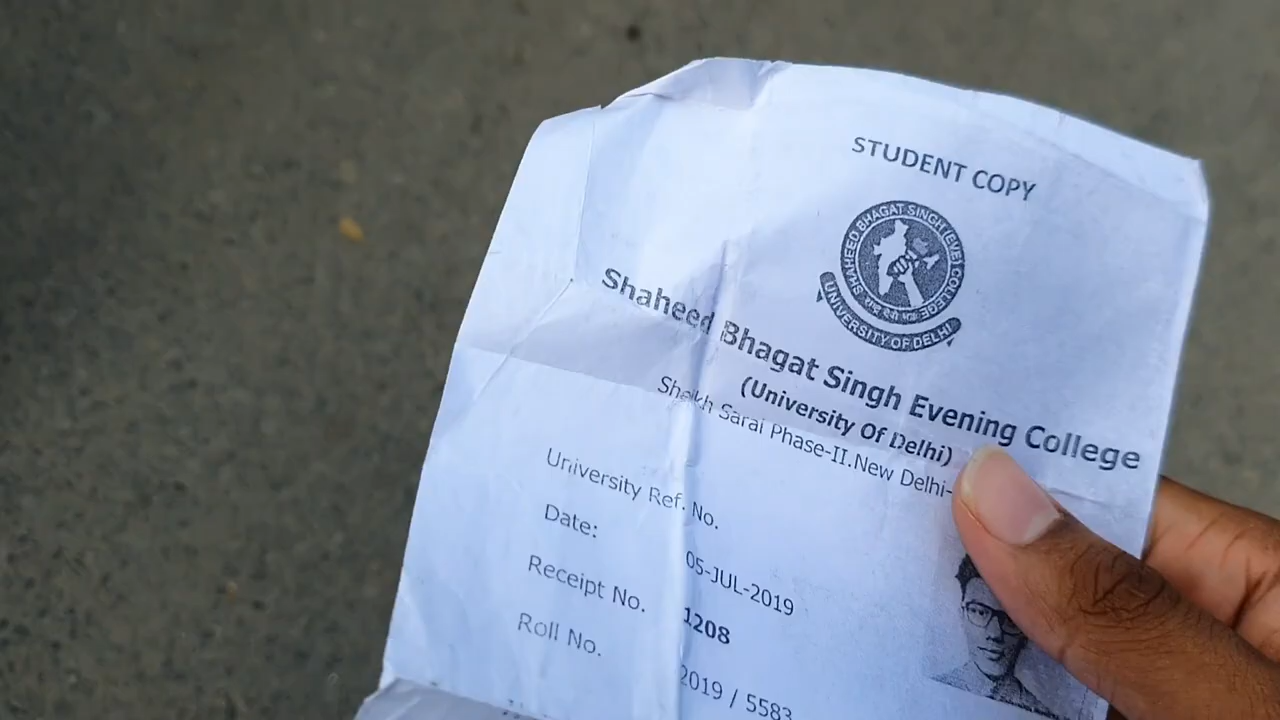 STUDENT COPY
SHAHEED BHAGAT SINGH (EVE) COLLEGE
UNIVERSITY OF DELHI
Shaheed Bhagat Singh Evening College
(University Of Delhi)
Sheikh Sarai Phase-II.New Delhi-
University Ref. No.
Date: 05-JUL-2019
Receipt No. 1208
Roll No. 2019 / 5583